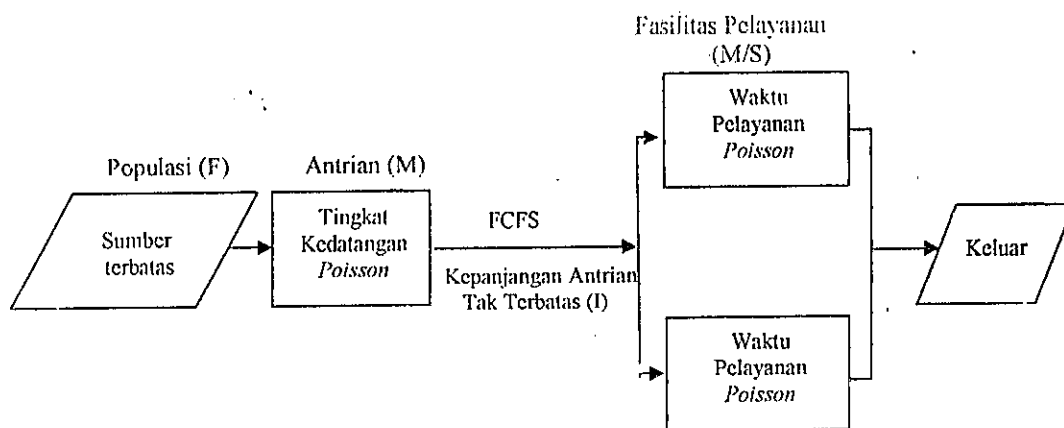 Fasilitas Pelayanan
(M/S)
Waktu
Pelayanan
Poisson
Populasi (F)
Antrian (M)
Sumber
terbatas
Tingkat
Kedatangan
Poisson
FCFS
Kepanjangan Antrian
Tak Terbatas (I)
Keluar
Waktu
Pelayanan
Poisson